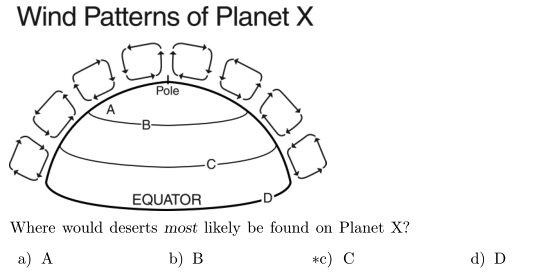 Wind Patterns of Planet X
Pole
A
B
C
EQUATOR D
Where would deserts most likely be found on Planet X?
a) A b) B *c) C d) D